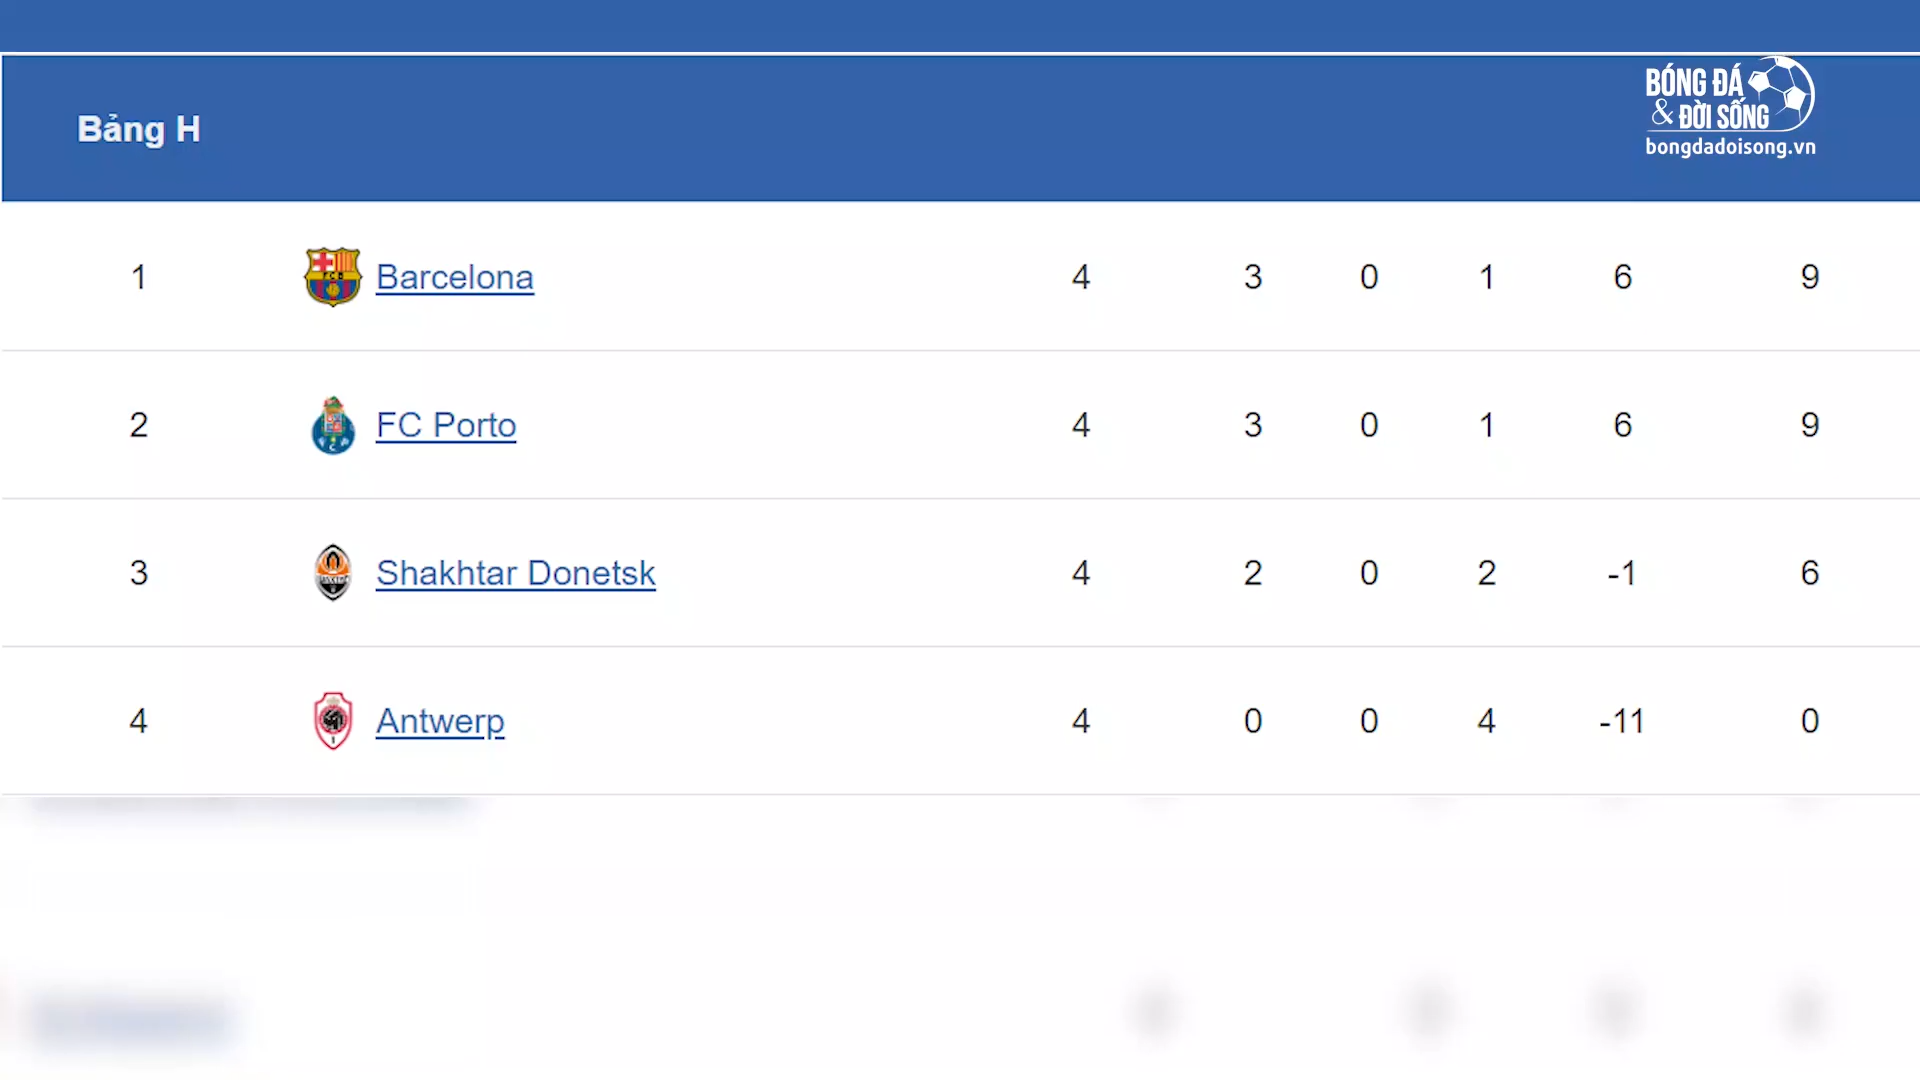 BÓNG ĐÁ
& ĐỜI SỐNG
bongdadoisong.vn
Bảng H
1 Barcelona 4 3 0 1 6 9
2 FC Porto 4 3 0 1 6 9
3 Shakhtar Donetsk 4 2 0 2 -1 6
4 Antwerp 4 0 0 4 -11 0